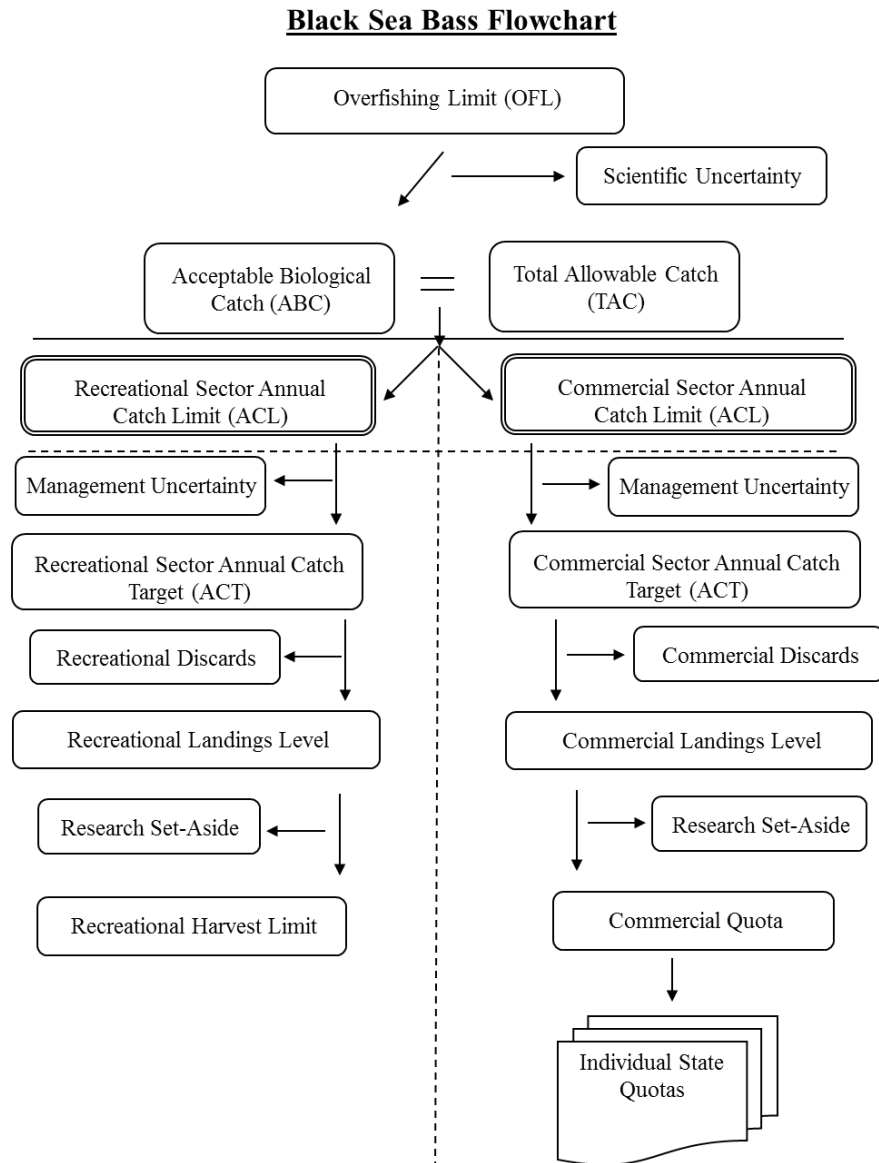 Black Sea Bass Flowchart
Overfishing Limit (OFL)
Scientific Uncertainty
Acceptable Biological
Catch (ABC)
Total Allowable Catch
(TAC)
Recreational Sector Annual
Catch Limit (ACL)
Commercial Sector Annual
Catch Limit (ACL)
Management Uncertainty
Management Uncertainty
Recreational Sector Annual Catch
Target (ACT)
Commercial Sector Annual Catch
Target (ACT)
Recreational Discards
Commercial Discards
Recreational Landings Level
Commercial Landings Level
Research Set-Aside
Research Set-Aside
Recreational Harvest Limit
Commercial Quota
Individual State
Quotas